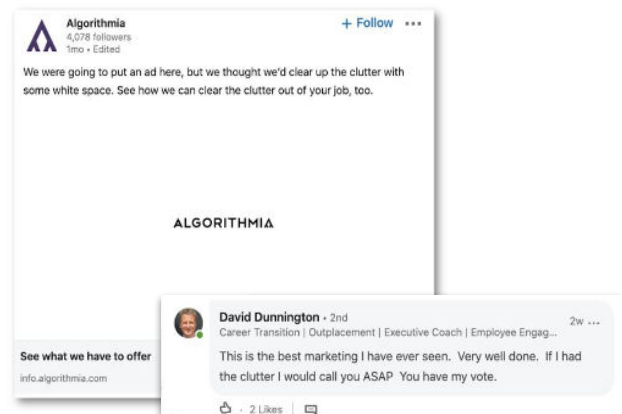 Algorithmia
+ Follow ...
4,078 followers
1mo • Edited
We were going to put an ad here, but we thought we'd clear up the clutter with
some white space. See how we can clear the clutter out of your job, too.
ALGORITHMIA
See what we have to offer
info.algorithmia.com
David Dunnington • 2nd
2w ...
Career Transition | Outplacement | Executive Coach | Employee Engag...
This is the best marketing I have ever seen. Very well done. If I had
the clutter I would call you ASAP You have my vote.
2 Likes